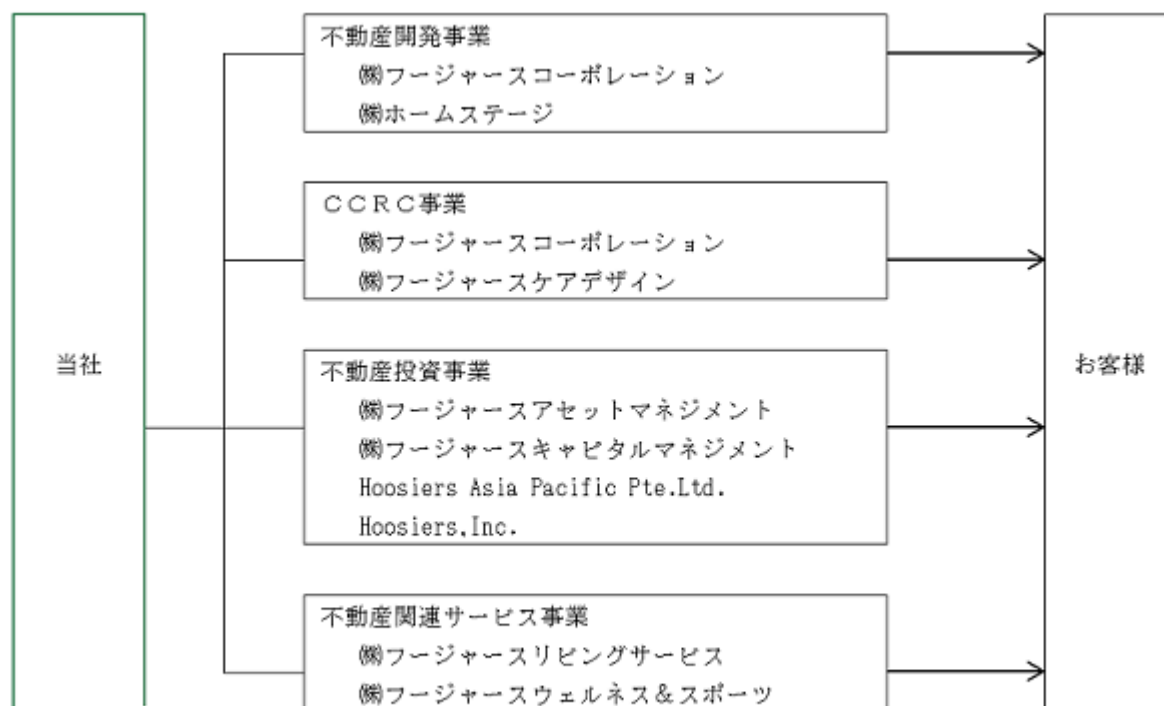 当社
不動産開発事業
㈱フージャースコーポレーション
㈱ホームステージ
ＣＣＲＣ事業
㈱フージャースコーポレーション
㈱フージャースケアデザイン
不動産投資事業
㈱フージャースアセットマネジメント
㈱フージャースキャピタルマネジメント
Hoosiers Asia Pacific Pte.Ltd.
Hoosiers,Inc.
不動産関連サービス事業
㈱フージャースリビングサービス
㈱フージャースウェルネス＆スポーツ
お客様